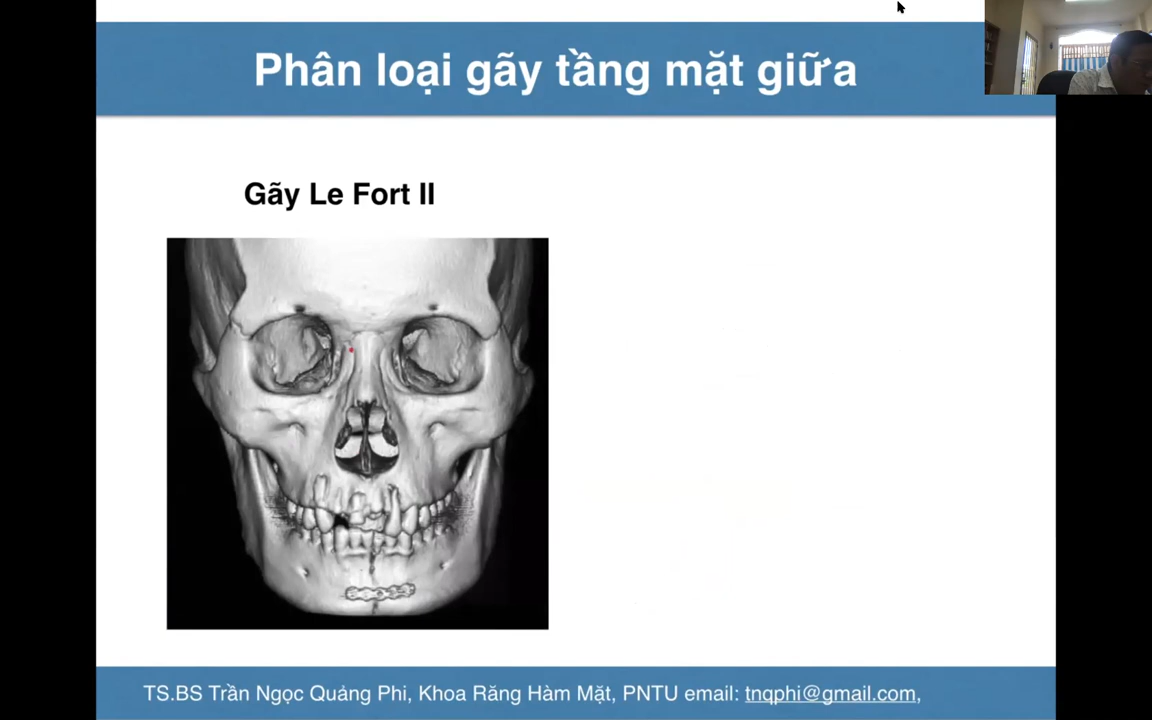 Phân loại gãy tầng mặt giữa
Gãy Le Fort II
TS.BS Trần Ngọc Quảng Phi, Khoa Răng Hàm Mặt, PNTU email: tnqphi@gmail.com,